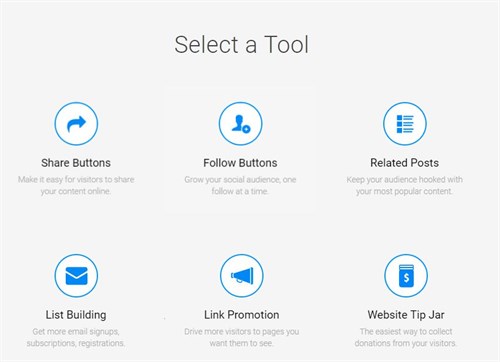 Select a Tool
Share Buttons
Make it easy for visitors to share
your content online.
Follow Buttons
Grow your social audience, one
follow at a time.
Related Posts
Keep your audience hooked with
your most popular content.
List Building
Get more email signups,
subscriptions, registrations.
Link Promotion
Drive more visitors to pages you
want them to see.
$
Website Tip Jar
The easiest way to collect
donations from your visitors